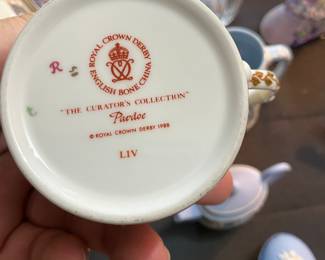 ROYAL CROWN DERBY
ENGLISH BONE CHINA
R S
"THE CURATOR'S COLLECTION"
Pardoe
© ROYAL CROWN DERBY 1988
LIV